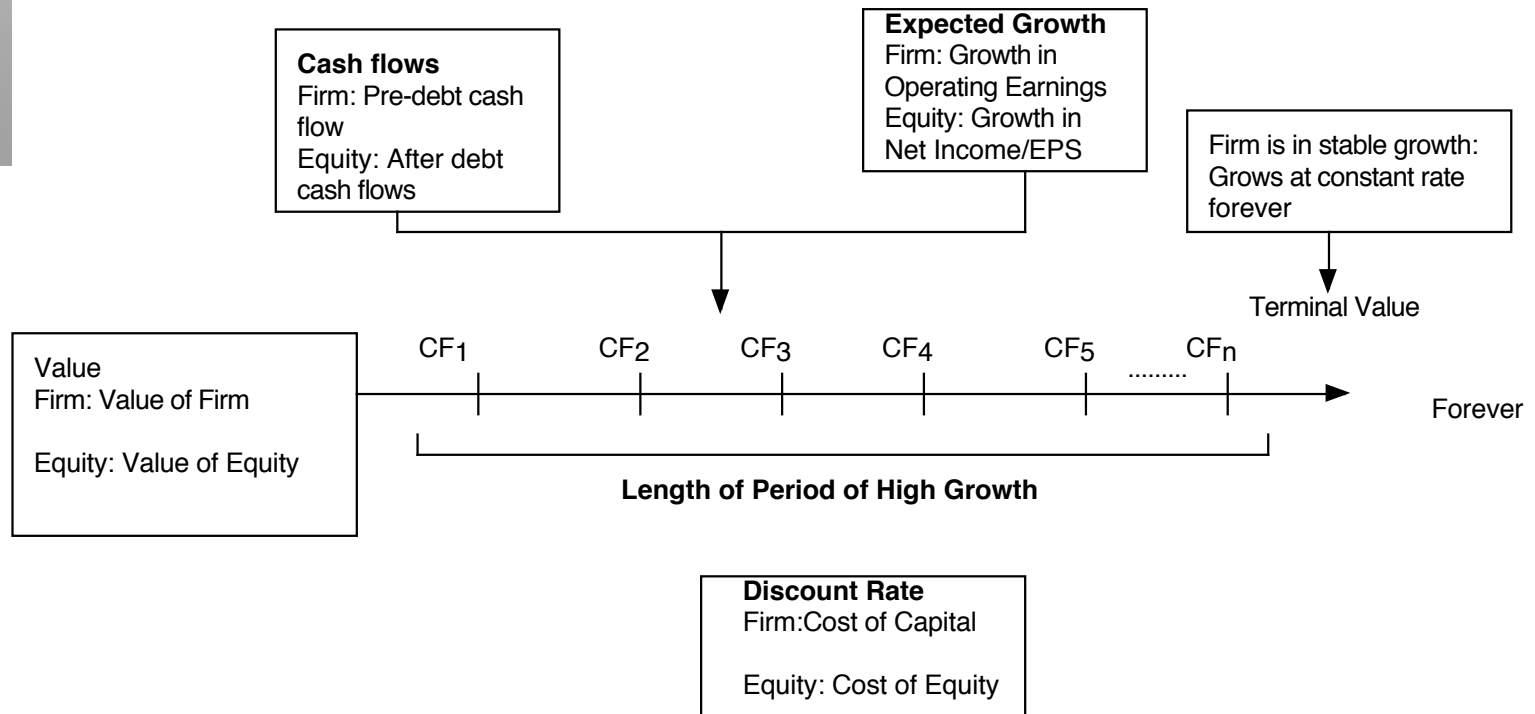 Cash flows
Firm: Pre-debt cash
flow
Equity: After debt
cash flows
Expected Growth
Firm: Growth in
Operating Earnings
Equity: Growth in
Net Income/EPS
Firm is in stable growth:
Grows at constant rate
forever
Terminal Value
CF1 CF2 CF3 CF4 CF5 ......... CFn
Forever
Value
Firm: Value of Firm
Equity: Value of Equity
Length of Period of High Growth
Discount Rate
Firm:Cost of Capital
Equity: Cost of Equity